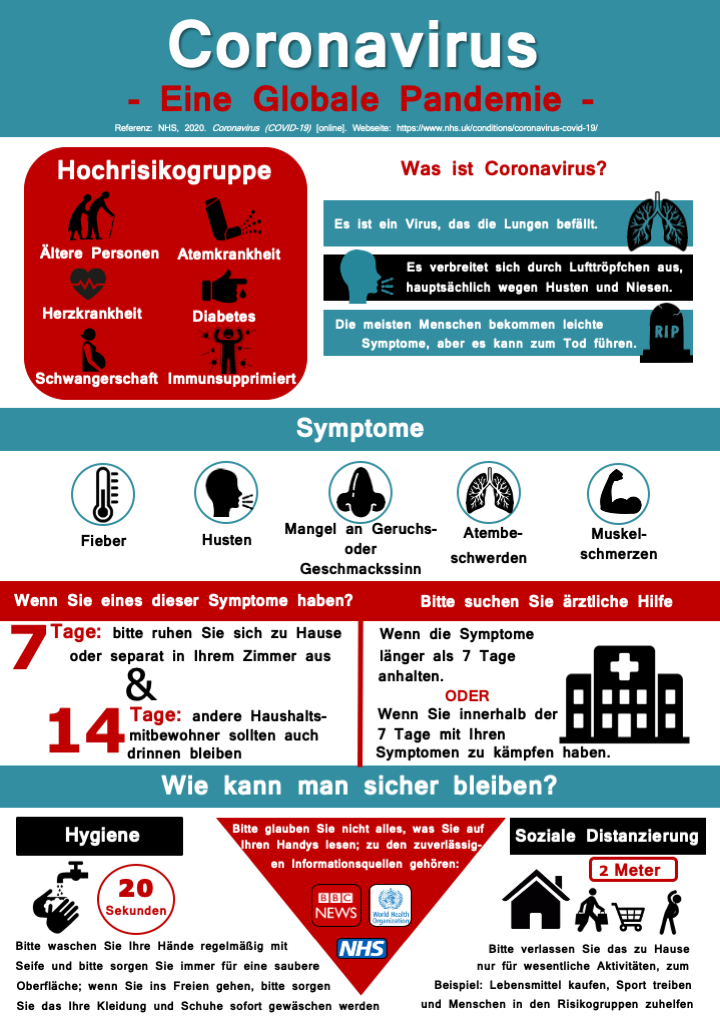 Coronavirus
- Eine Globale Pandemie -
Referenz: NHS, 2020. Coronavirus (COVID-19) [online]. Webseite: https://www.nhs.uk/conditions/coronavirus-covid-19/
Hochrisikogruppe
Ältere Personen
Atemkrankheit
Herzkrankheit
Diabetes
Schwangerschaft
Immunsupprimiert
Was ist Coronavirus?
Es ist ein Virus, das die Lungen befällt.
Es verbreitet sich durch Lufttröpfchen aus,
hauptsächlich wegen Husten und Niesen.
Die meisten Menschen bekommen leichte
Symptome, aber es kann zum Tod führen.
RIP
Symptome
Fieber
Husten
Mangel an Geruchs-
oder
Geschmackssinn
Atembe-
schwerden
Muskel-
schmerzen
Wenn Sie eines dieser Symptome haben?
7 Tage: bitte ruhen Sie sich zu Hause
oder separat in Ihrem Zimmer aus
&
14 Tage: andere Haushalts-
mitbewohner sollten auch
drinnen bleiben
Bitte suchen Sie ärztliche Hilfe
Wenn die Symptome
länger als 7 Tage
anhalten.
ODER
Wenn Sie innerhalb der
7 Tage mit Ihren
Symptomen zu kämpfen haben.
Wie kann man sicher bleiben?
Hygiene
20
Sekunden
Bitte waschen Sie Ihre Hände regelmäßig mit
Seife und bitte sorgen Sie immer für eine saubere
Oberfläche; wenn Sie ins Freien gehen, bitte sorgen
Sie das Ihre Kleidung und Schuhe sofort gewäschen werden
Bitte glauben Sie nicht alles, was Sie auf
Ihren Handys lesen; zu den zuverlässig-
en Informationsquellen gehören:
BBC
NEWS
World Health
Organization
NHS
Soziale Distanzierung
2 Meter
Bitte verlassen Sie das zu Hause
nur für wesentliche Aktivitäten, zum
Beispiel: Lebensmittel kaufen, Sport treiben
und Menschen in den Risikogruppen zuhelfen